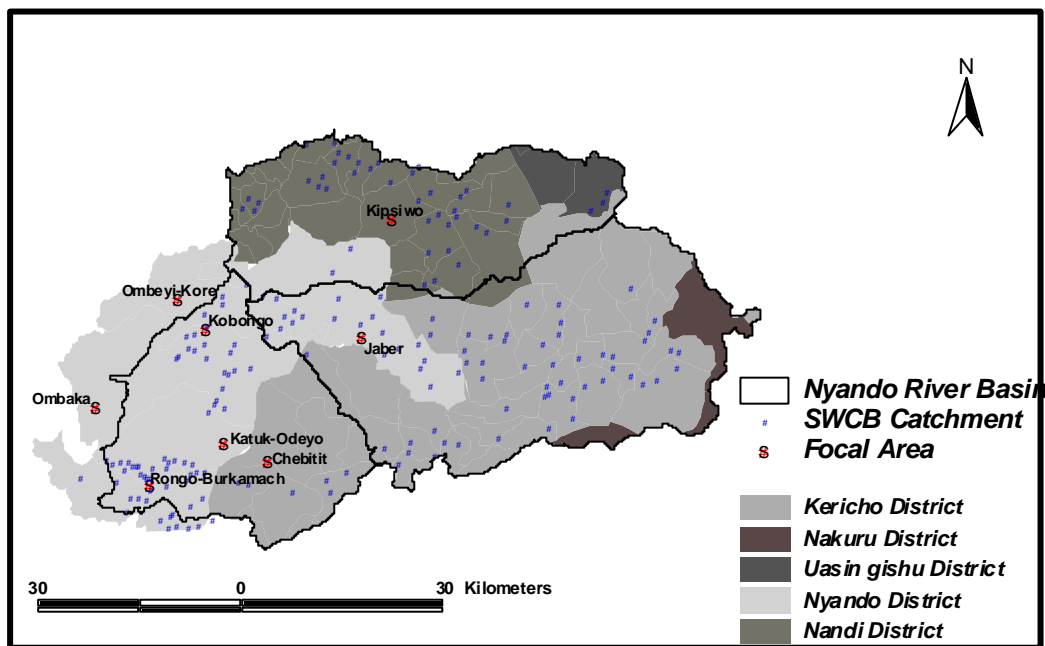 N
Kipsiwo
Ombeyi-Kore
Kobongo
Jaber
Ombaka
Katuk-Odeyo
Chebitit
Rongo-Burkamach
Nyando River Basin
SWCB Catchment
Focal Area
Kericho District
Nakuru District
Uasin gishu District
Nyando District
Nandi District
30 0 30 Kilometers